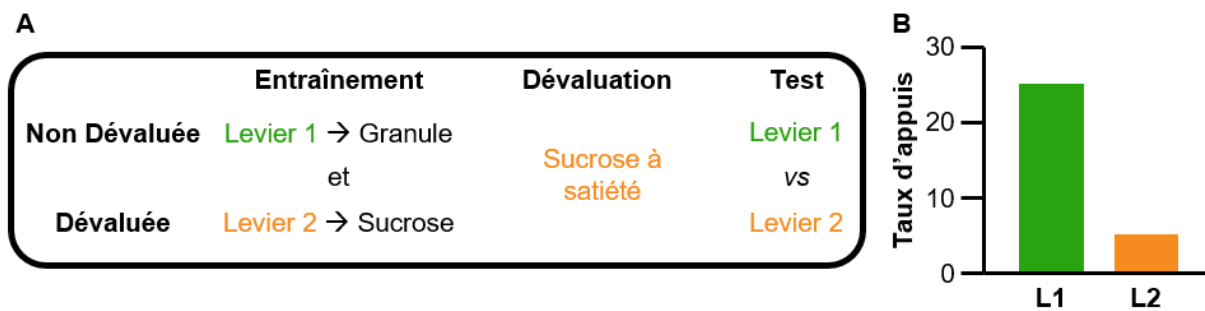 A
Entraînement Dévaluation Test
Non Dévaluée Levier 1 → Granule Levier 1
et Sucrose à satiété vs
Dévaluée Levier 2 → Sucrose Levier 2
B
Taux d'appuis
30
20
10
0
L1 L2